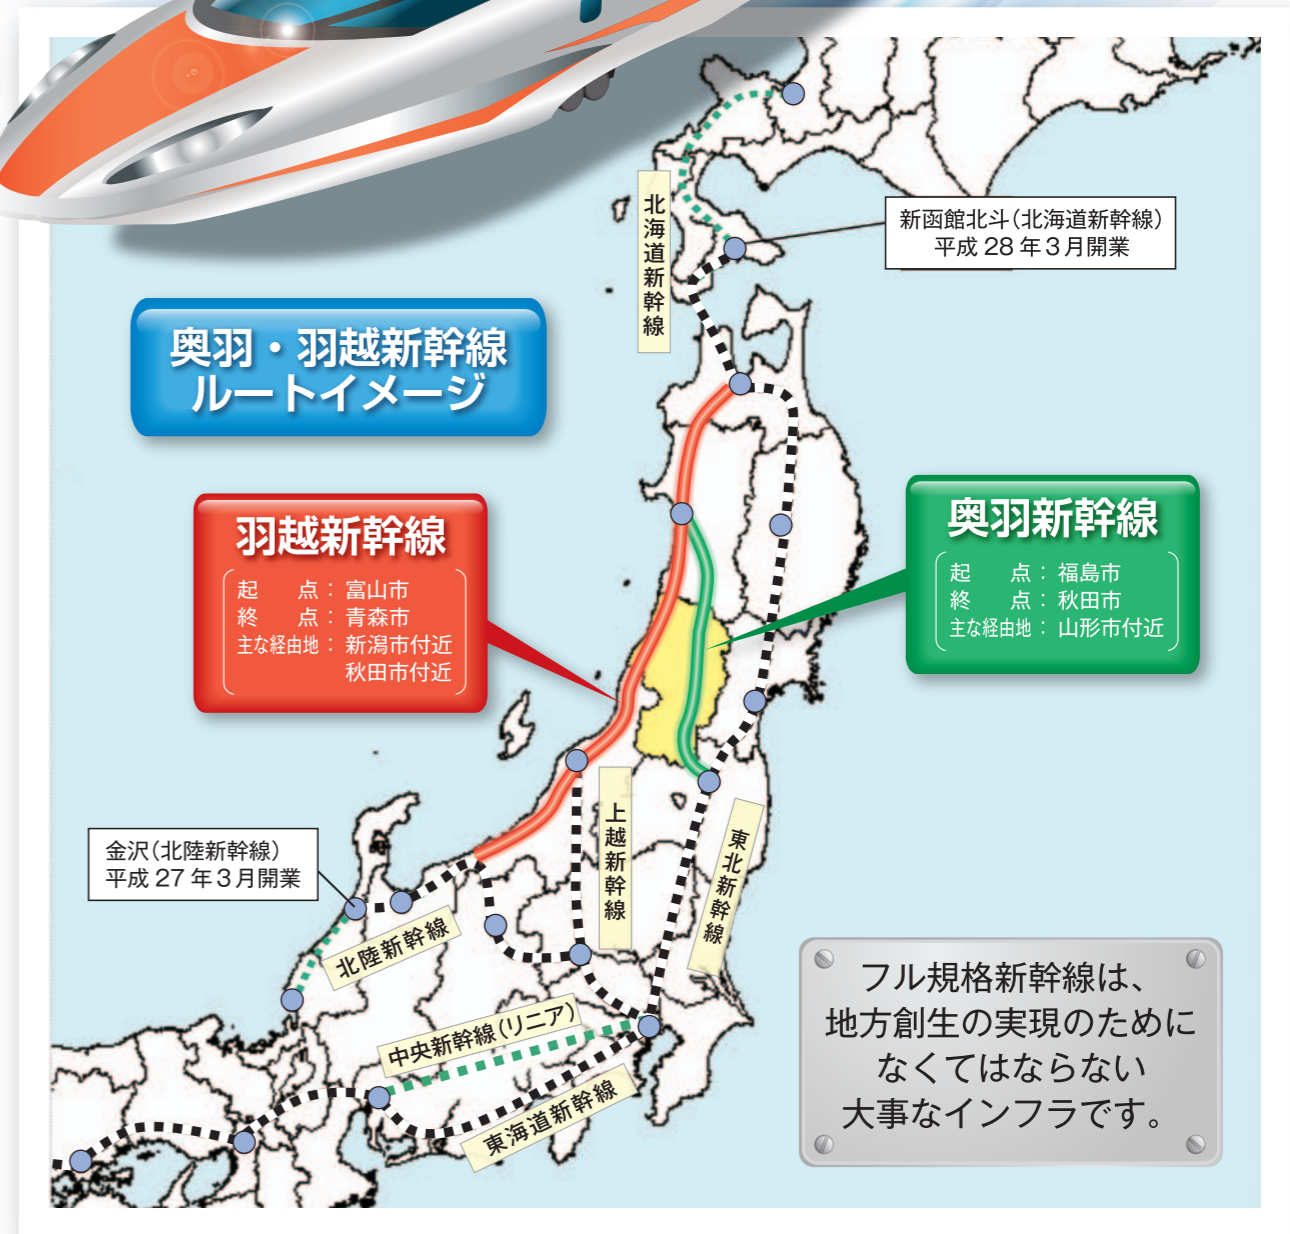 北海道新幹線
新函館北斗（北海道新幹線）
平成 28 年３月開業
奥羽・羽越新幹線
ルートイメージ
羽越新幹線
起　　点：富山市
終　　点：青森市
主な経由地：新潟市付近
秋田市付近
奥羽新幹線
起　　点：福島市
終　　点：秋田市
主な経由地：山形市付近
上越新幹線
東北新幹線
金沢（北陸新幹線）
平成 27 年３月開業
北陸新幹線
中央新幹線（リニア）
東海道新幹線
フル規格新幹線は、
地方創生の実現のために
なくてはならない
大事なインフラです。